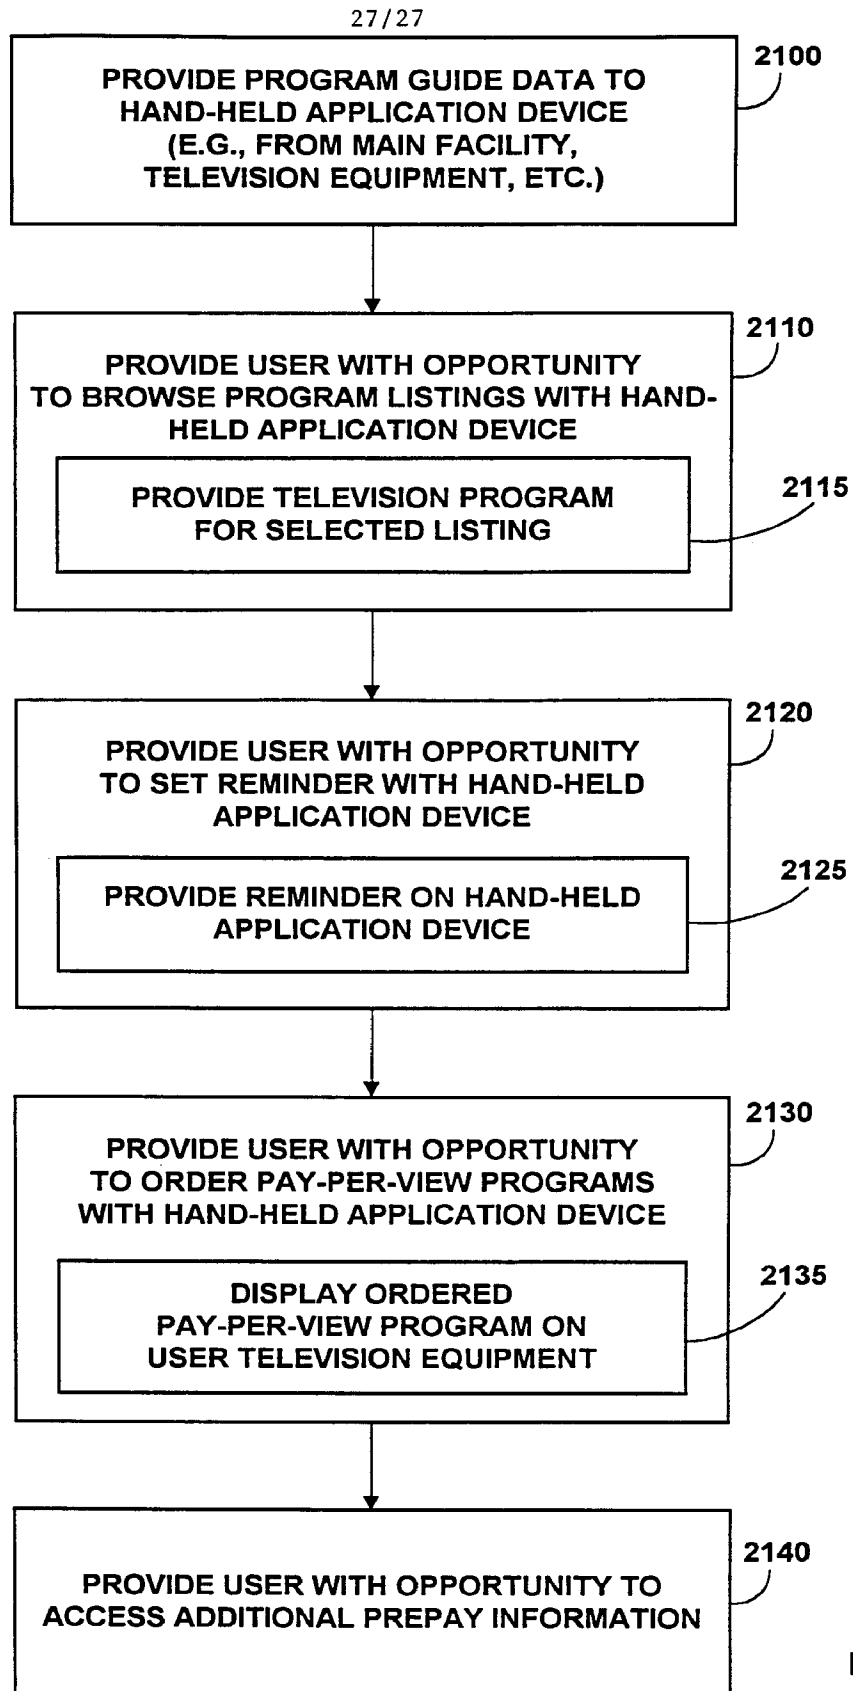 27/27
2100
PROVIDE PROGRAM GUIDE DATA TO
HAND-HELD APPLICATION DEVICE
(E.G., FROM MAIN FACILITY,
TELEVISION EQUIPMENT, ETC.)
2110
PROVIDE USER WITH OPPORTUNITY
TO BROWSE PROGRAM LISTINGS WITH HAND-
HELD APPLICATION DEVICE
2115
PROVIDE TELEVISION PROGRAM
FOR SELECTED LISTING
2120
PROVIDE USER WITH OPPORTUNITY
TO SET REMINDER WITH HAND-HELD
APPLICATION DEVICE
2125
PROVIDE REMINDER ON HAND-HELD
APPLICATION DEVICE
2130
PROVIDE USER WITH OPPORTUNITY
TO ORDER PAY-PER-VIEW PROGRAMS
WITH HAND-HELD APPLICATION DEVICE
2135
DISPLAY ORDERED
PAY-PER-VIEW PROGRAM ON
USER TELEVISION EQUIPMENT
2140
PROVIDE USER WITH OPPORTUNITY TO
ACCESS ADDITIONAL PREPAY INFORMATION